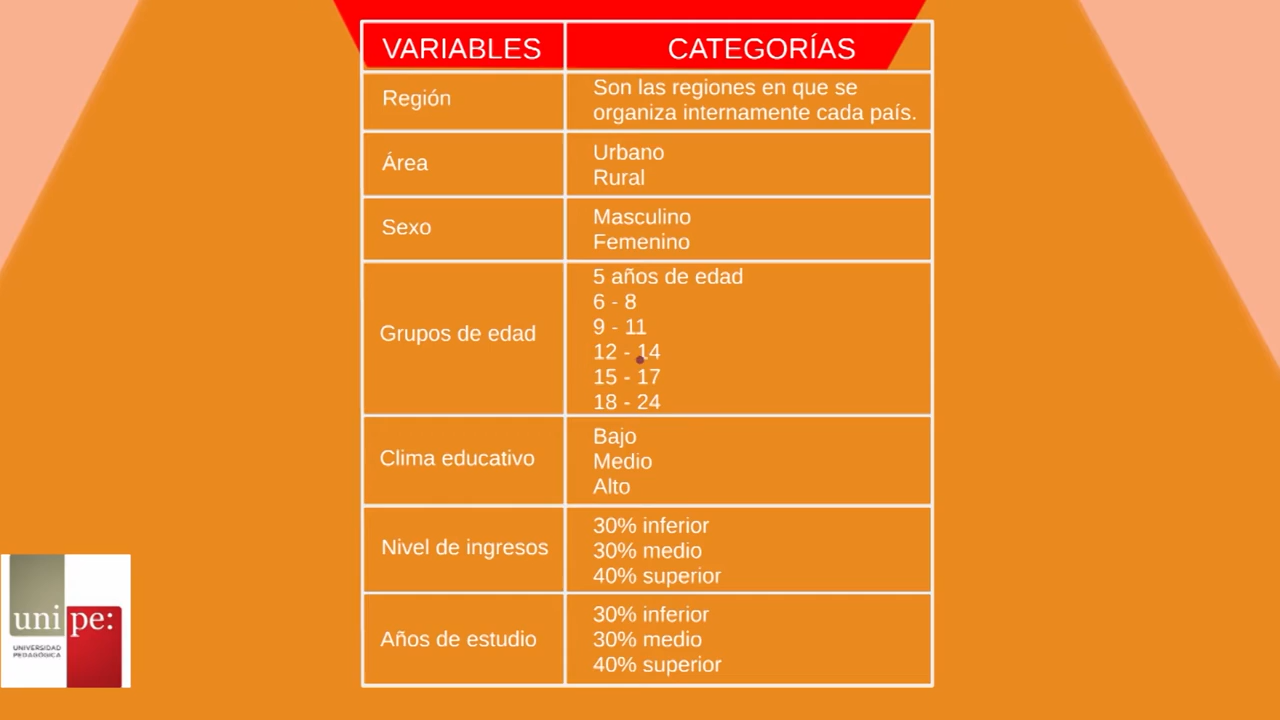 VARIABLES CATEGORÍAS
Región
Son las regiones en que se
organiza internamente cada país.
Área
Urbano
Rural
Sexo
Masculino
Femenino
Grupos de edad
5 años de edad
6 - 8
9 - 11
12 - 14
15 - 17
18 - 24
Clima educativo
Bajo
Medio
Alto
Nivel de ingresos
30% inferior
30% medio
40% superior
Años de estudio
30% inferior
30% medio
40% superior
uni pe:
UNIVERSIDAD
PEDAGÓGICA